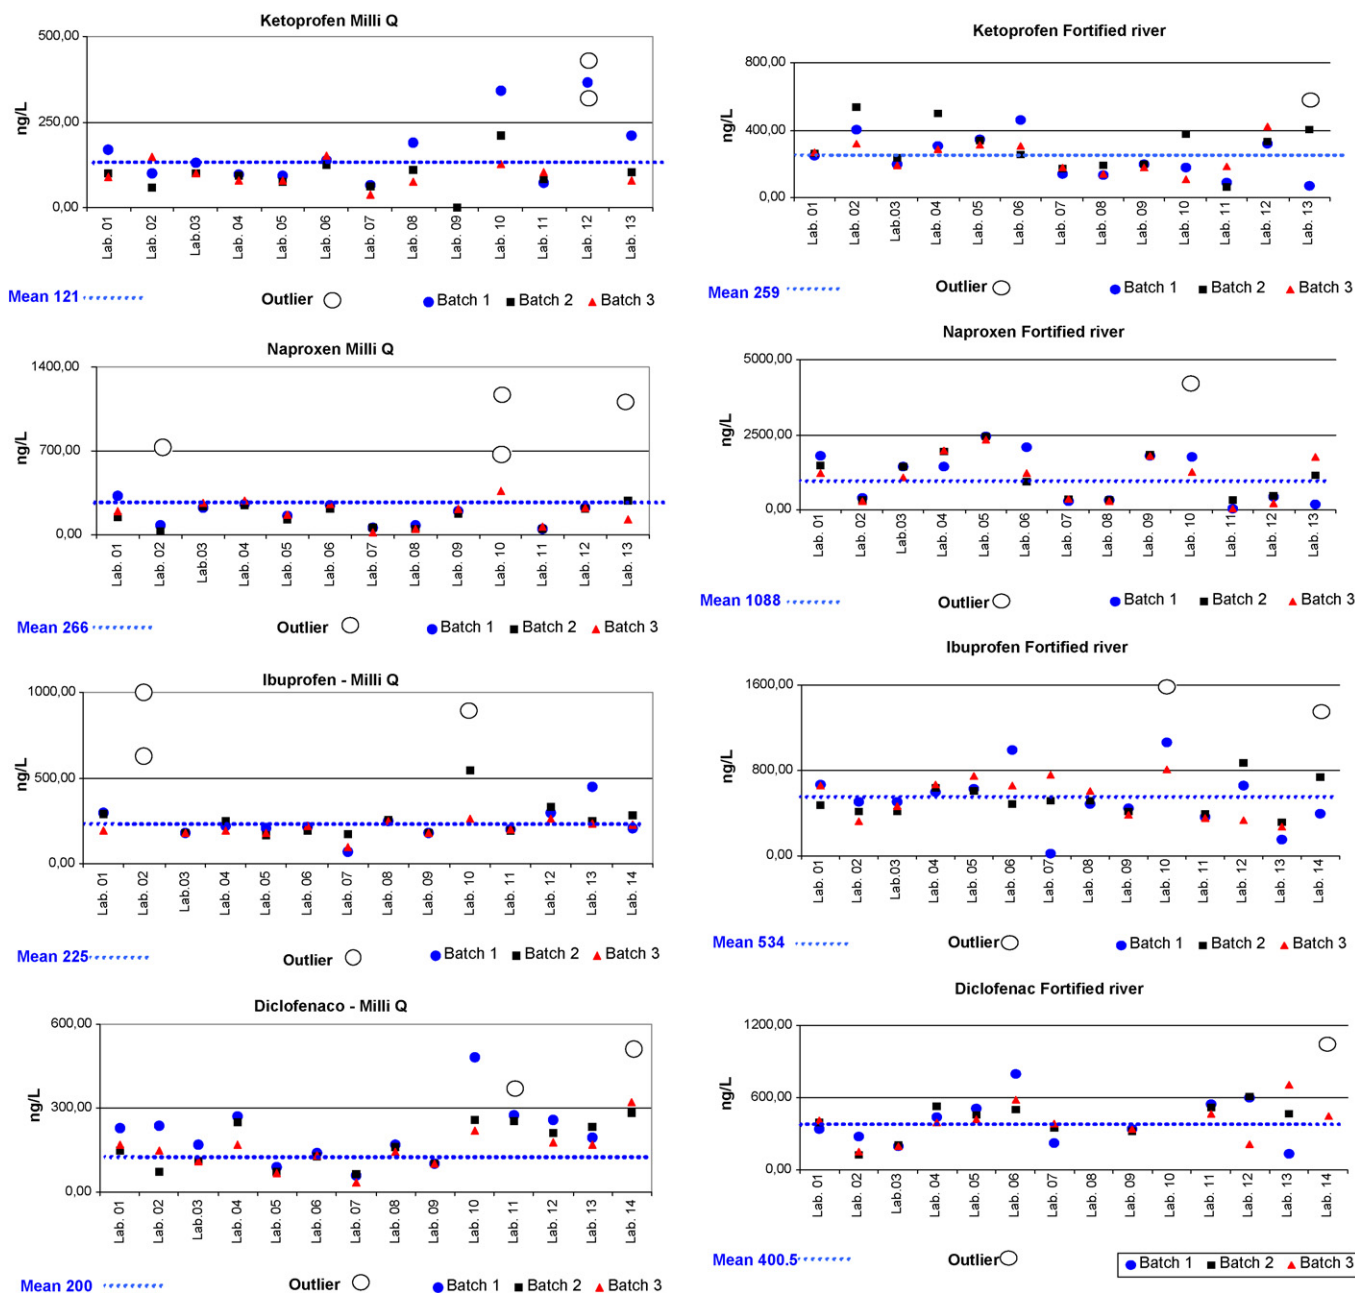 Ketoprofen Milli Q
500,00
250,00
0,00
ng/L
Lab. 01
Lab. 02
Lab.03
Lab. 04
Lab. 05
Lab. 06
Lab. 07
Lab. 08
Lab. 09
Lab. 10
Lab. 11
Lab. 12
Lab. 13
Mean 121 Outlier Batch 1 Batch 2 Batch 3
Ketoprofen Fortified river
800,00
400,00
0,00
ng/L
Lab. 01
Lab. 02
Lab.03
Lab. 04
Lab. 05
Lab. 06
Lab. 07
Lab. 08
Lab. 09
Lab. 10
Lab. 11
Lab. 12
Lab. 13
Mean 259 Outlier Batch 1 Batch 2 Batch 3
Naproxen Milli Q
1400,00
700,00
0,00
ng/L
Lab. 01
Lab. 02
Lab.03
Lab. 04
Lab. 05
Lab. 06
Lab. 07
Lab. 08
Lab. 09
Lab. 10
Lab. 11
Lab. 12
Lab. 13
Mean 266 Outlier Batch 1 Batch 2 Batch 3
Naproxen Fortified river
5000,00
2500,00
0,00
ng/L
Lab. 01
Lab. 02
Lab.03
Lab. 04
Lab. 05
Lab. 06
Lab. 07
Lab. 08
Lab. 09
Lab. 10
Lab. 11
Lab. 12
Lab. 13
Mean 1088 Outlier Batch 1 Batch 2 Batch 3
Ibuprofen - Milli Q
1000,00
500,00
0,00
ng/L
Lab. 01
Lab. 02
Lab.03
Lab. 04
Lab. 05
Lab. 06
Lab. 07
Lab. 08
Lab. 09
Lab. 10
Lab. 11
Lab. 12
Lab. 13
Lab. 14
Mean 225 Outlier Batch 1 Batch 2 Batch 3
Ibuprofen Fortified river
1600,00
800,00
0,00
ng/L
Lab. 01
Lab. 02
Lab.03
Lab. 04
Lab. 05
Lab. 06
Lab. 07
Lab. 08
Lab. 09
Lab. 10
Lab. 11
Lab. 12
Lab. 13
Lab. 14
Mean 534 Outlier Batch 1 Batch 2 Batch 3
Diclofenaco - Milli Q
600,00
300,00
0,00
ng/L
Lab. 01
Lab. 02
Lab.03
Lab. 04
Lab. 05
Lab. 06
Lab. 07
Lab. 08
Lab. 09
Lab. 10
Lab. 11
Lab. 12
Lab. 13
Lab. 14
Mean 200 Outlier Batch 1 Batch 2 Batch 3
Diclofenac Fortified river
1200,00
600,00
0,00
ng/L
Lab. 01
Lab. 02
Lab.03
Lab. 04
Lab. 05
Lab. 06
Lab. 07
Lab. 08
Lab. 09
Lab. 10
Lab. 11
Lab. 12
Lab. 13
Lab. 14
Mean 400.5 Outlier Batch 1 Batch 2 Batch 3